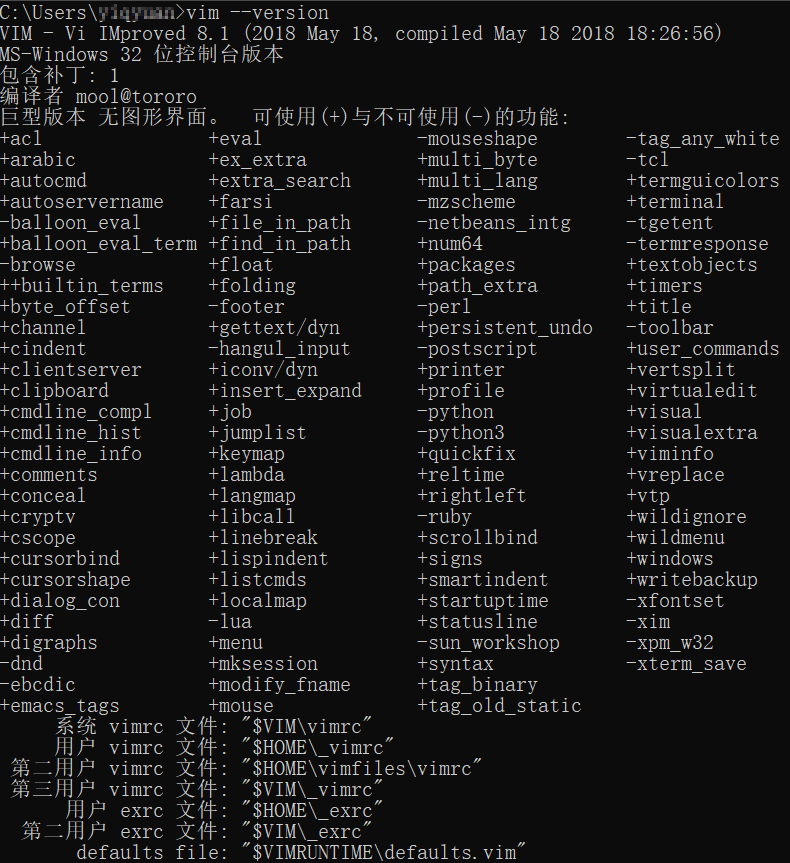 C:\Users\>vim --version
VIM - Vi IMproved 8.1 (2018 May 18, compiled May 18 2018 18:26:56)
MS-Windows 32 位控制台版本
包含补丁: 1
编译者 mool@tororo
巨型版本 无图形界面。 可使用(+)与不可使用(-)的功能:
+acl +eval -mouseshape -tag_any_white
+arabic +ex_extra +multi_byte -tcl
+autocmd +extra_search +multi_lang +termguicolors
+autoservername +farsi -mzscheme +terminal
-balloon_eval +file_in_path -netbeans_intg -tgetent
+balloon_eval_term +find_in_path +num64 -termresponse
-browse +float +packages +textobjects
++builtin_terms +folding +path_extra +timers
+byte_offset -footer -perl +title
+channel +gettext/dyn +persistent_undo -toolbar
+cindent -hangul_input -postscript +user_commands
+clientserver +iconv/dyn +printer +vertsplit
+clipboard +insert_expand +profile +virtualedit
+cmdline_compl +job -python +visual
+cmdline_hist +jumplist -python3 +visualextra
+cmdline_info +keymap +quickfix +viminfo
+comments +lambda +reltime +vreplace
+conceal +langmap +rightleft +vtp
+cryptv +libcall -ruby +wildignore
+cscope +linebreak +scrollbind +wildmenu
+cursorbind +lispindent +signs +windows
+cursorshape +listcmds +smartindent +writebackup
+dialog_con +localmap +startuptime -xfontset
+diff -lua +statusline -xim
+digraphs +menu -sun_workshop -xpm_w32
-dnd +mksession +syntax -xterm_save
-ebcdic +modify_fname +tag_binary
+emacs_tags +mouse +tag_old_static
系统 vimrc 文件: "$VIM\vimrc"
用户 vimrc 文件: "$HOME\_vimrc"
第二用户 vimrc 文件: "$HOME\vimfiles\vimrc"
第三用户 vimrc 文件: "$VIM\_vimrc"
用户 exrc 文件: "$HOME\_exrc"
第二用户 exrc 文件: "$VIM\_exrc"
defaults file: "$VIMRUNTIME\defaults.vim"